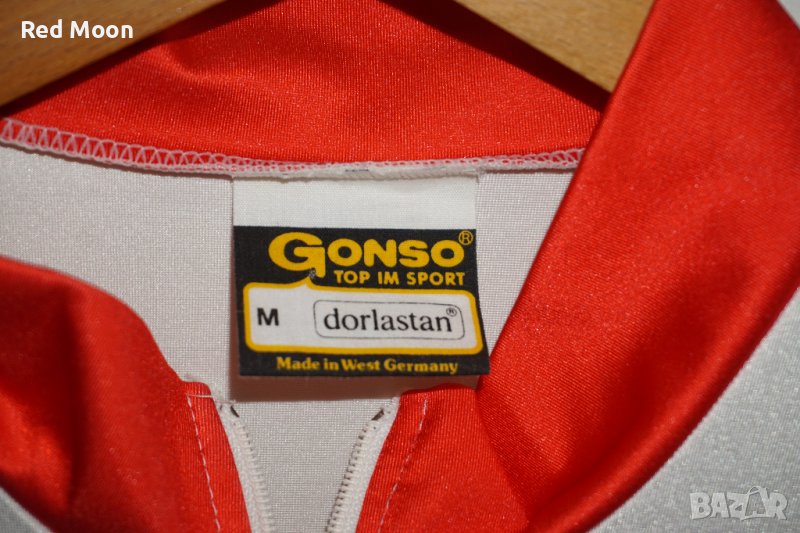 Red Moon
GONSO®
TOP IM SPORT
M dorlastan®
Made in West Germany
BAZAR